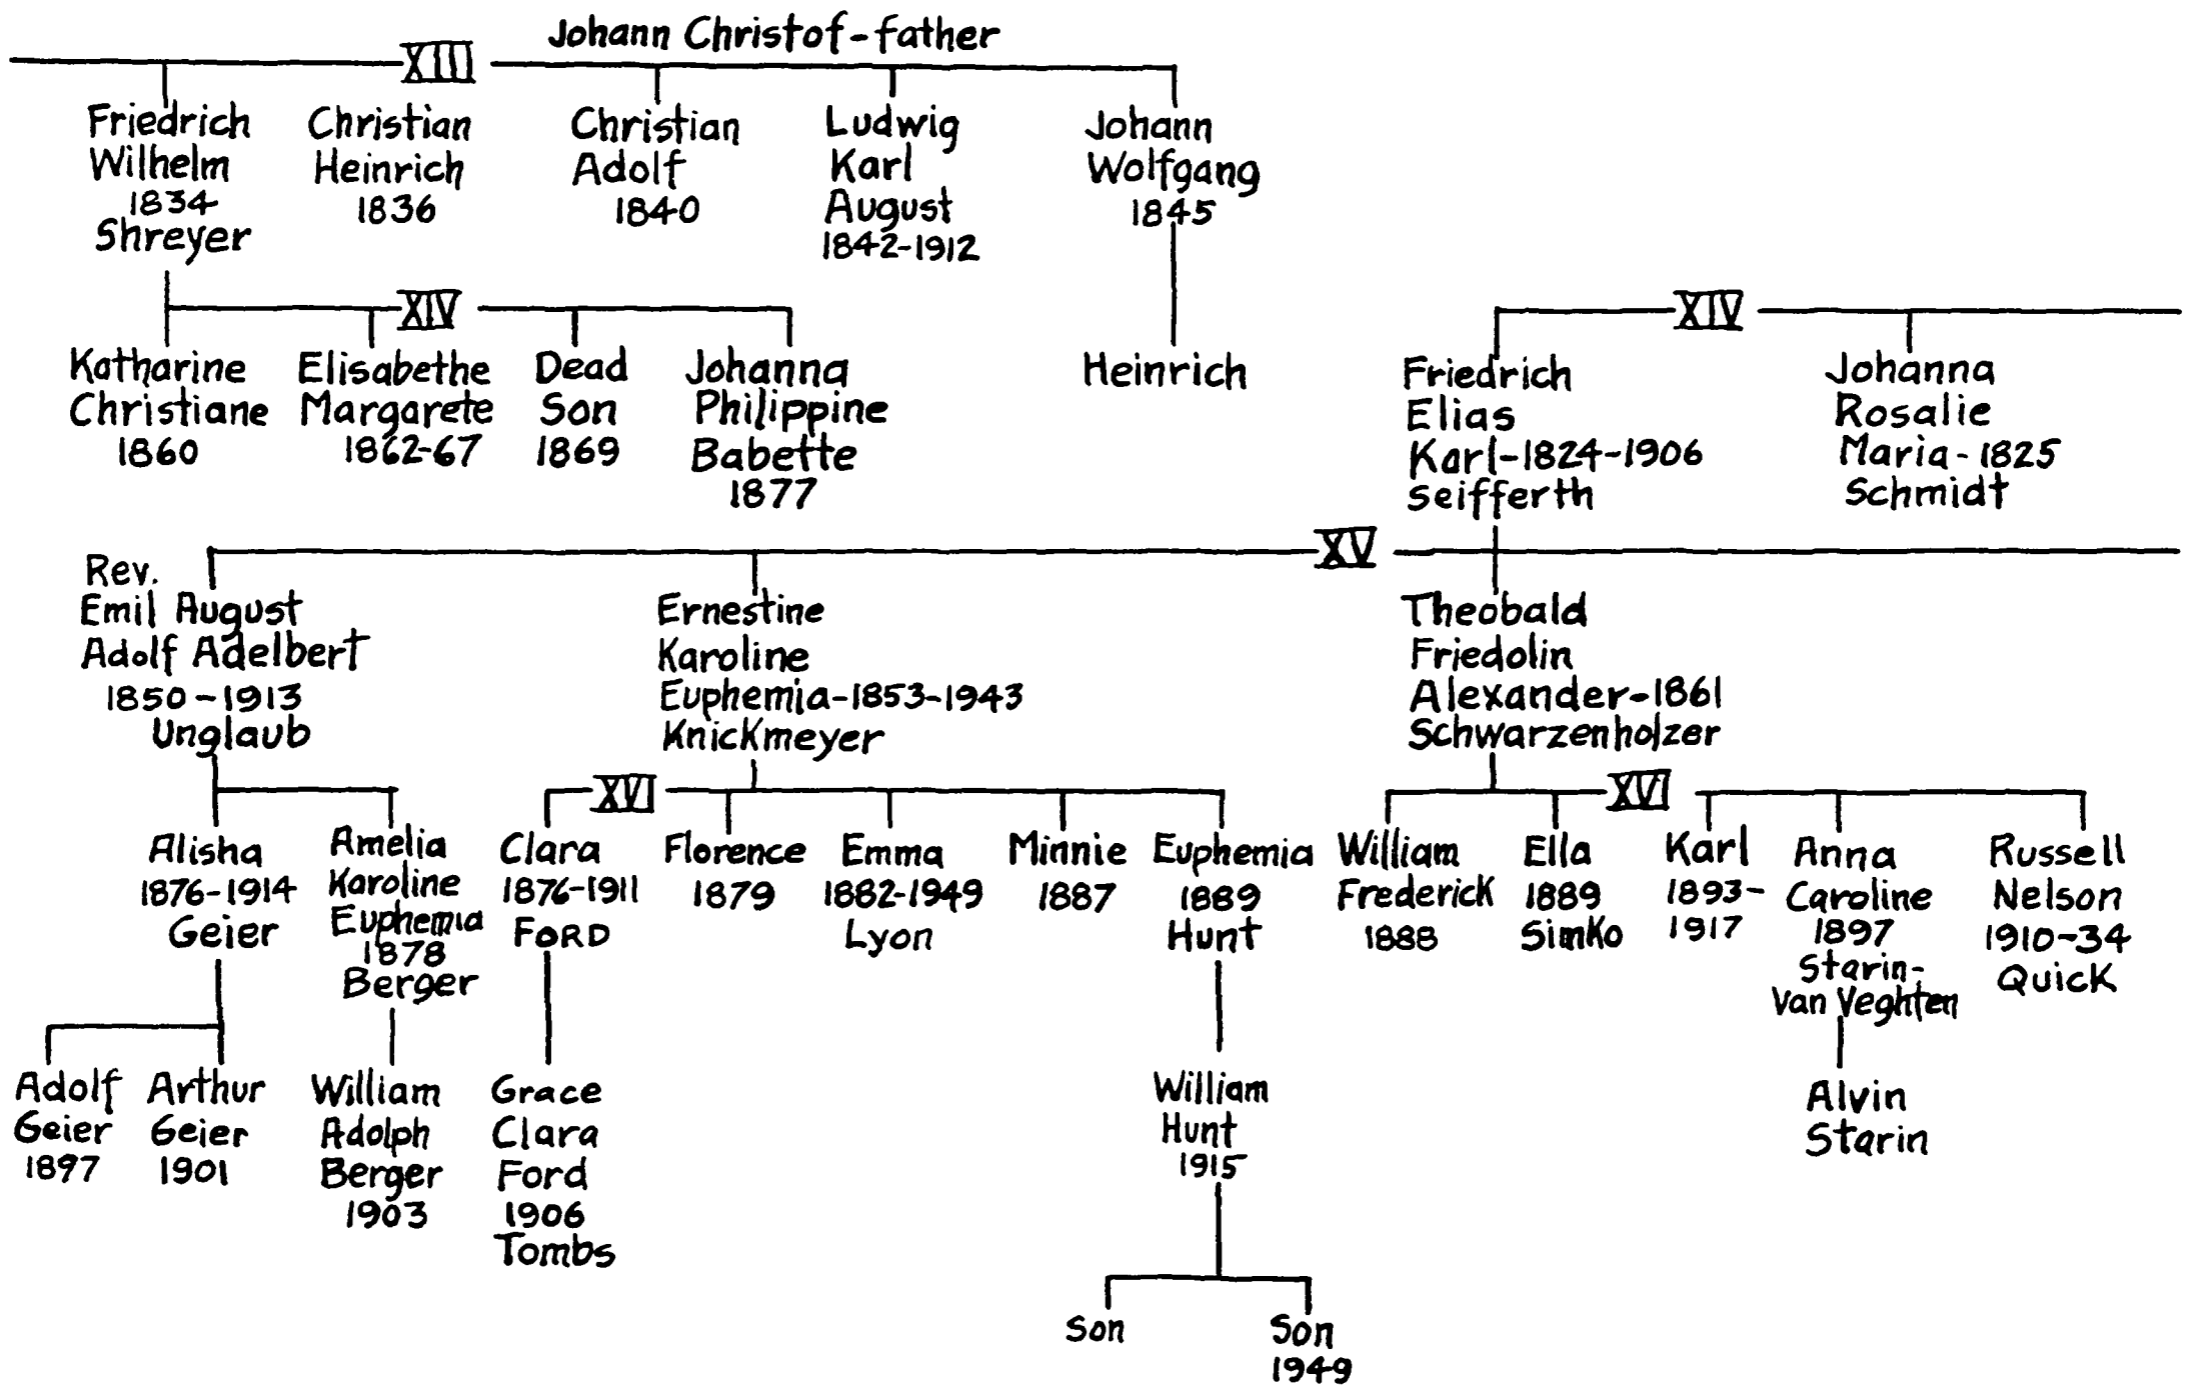 Johann Christof-father
XIII
Friedrich
Wilhelm
1834
Shreyer
Christian
Heinrich
1836
Christian
Adolf
1840
Ludwig
Karl
August
1842-1912
Johann
Wolfgang
1845
XIV
Katharine
Christiane
1860
Elisabethe
Margarete
1862-67
Dead
Son
1869
Johanna
Philippine
Babette
1877
Heinrich
XIV
Friedrich
Elias
Karl-1824-1906
Seifferth
Johanna
Rosalie
Maria-1825
Schmidt
XV
Rev.
Emil August
Adolf Adelbert
1850-1913
Unglaub
Ernestine
Karoline
Euphemia-1853-1943
Knickmeyer
Theobald
Friedolin
Alexander-1861
Schwarzenholzer
Alisha
1876-1914
Geier
Amelia
Karoline
Euphemia
1878
Berger
XVI
Clara
1876-1911
FORD
Florence
1879
Emma
1882-1949
Lyon
Minnie
1887
Euphemia
1889
Hunt
XVI
William
Frederick
1888
Ella
1889
Simko
Karl
1893-
1917
Anna
Caroline
1897
Starin-
Van Veghten
Russell
Nelson
1910-34
Quick
Adolf
Geier
1897
Arthur
Geier
1901
William
Adolph
Berger
1903
Grace
Clara
Ford
1906
Tombs
William
Hunt
1915
Alvin
Starin
Son
Son
1949